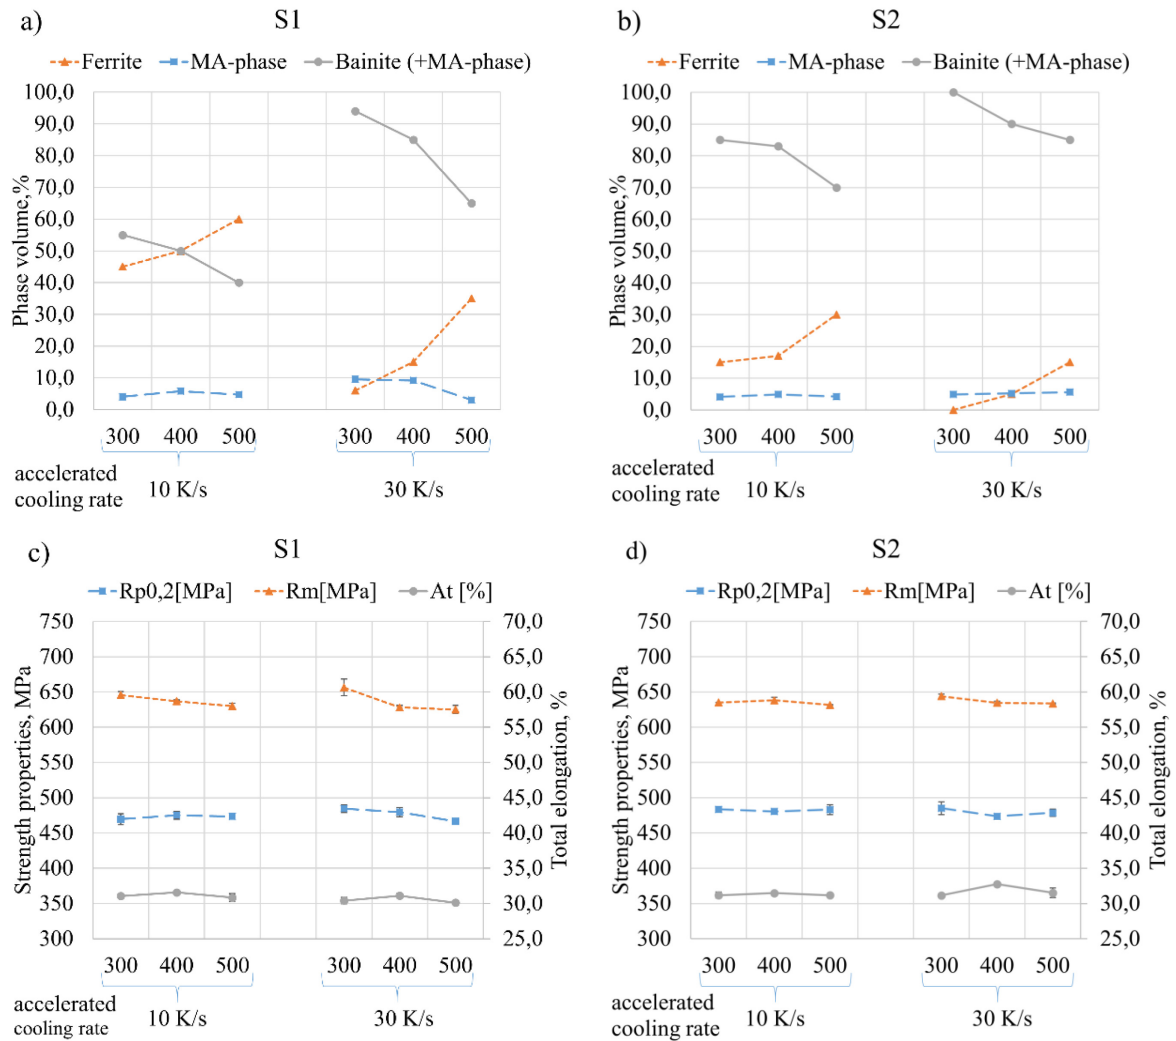 a)
S1
Ferrite MA-phase Bainite (+MA-phase)
Phase volume,%
100,0
90,0
80,0
70,0
60,0
50,0
40,0
30,0
20,0
10,0
0,0
300 400 500 300 400 500
accelerated
cooling rate
10 K/s 30 K/s
b)
S2
Ferrite MA-phase Bainite (+MA-phase)
Phase volume,%
100,0
90,0
80,0
70,0
60,0
50,0
40,0
30,0
20,0
10,0
0,0
300 400 500 300 400 500
accelerated
cooling rate
10 K/s 30 K/s
c)
S1
Rp0,2[MPa] Rm[MPa] At [%]
Strength properties, MPa
750
700
650
600
550
500
450
400
350
300
70,0
65,0
60,0
55,0
50,0
45,0
40,0
35,0
30,0
25,0
Total elongation, %
300 400 500 300 400 500
accelerated
cooling rate
10 K/s 30 K/s
d)
S2
Rp0,2[MPa] Rm[MPa] At [%]
Strength properties, MPa
750
700
650
600
550
500
450
400
350
300
70,0
65,0
60,0
55,0
50,0
45,0
40,0
35,0
30,0
25,0
Total elongation, %
300 400 500 300 400 500
accelerated
cooling rate
10 K/s 30 K/s